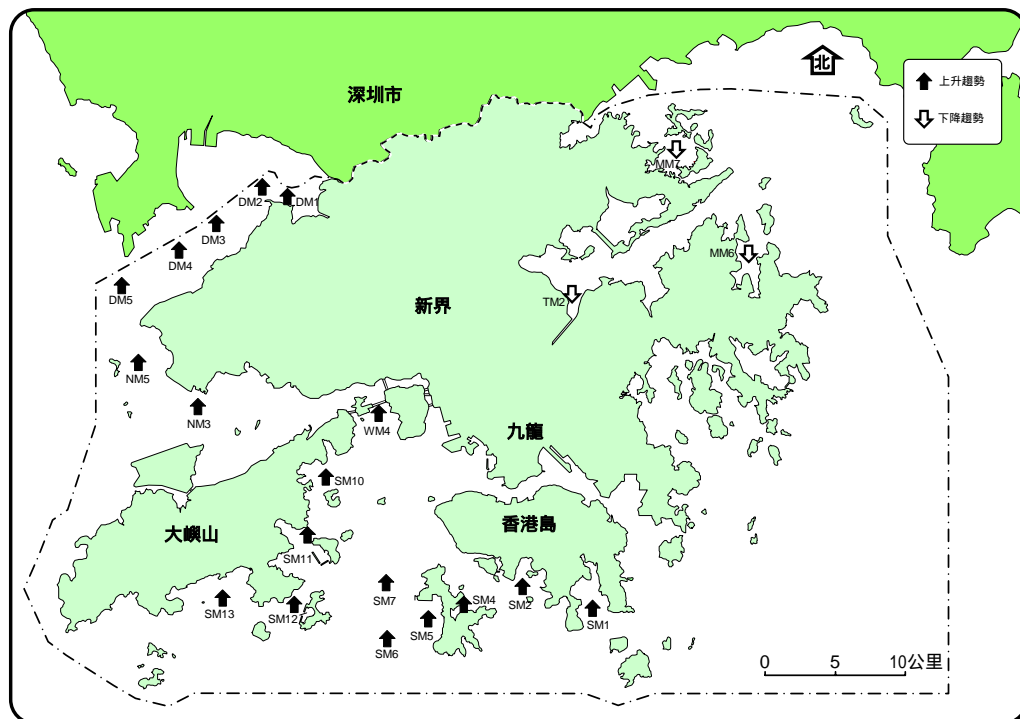 北
上升趨勢
下降趨勢
深圳市
MM7
DM2
DM1
DM3
DM4
MM6
DM5
TM2
新界
NM5
NM3
WM4
九龍
SM10
香港島
大嶼山
SM11
SM7
SM4
SM2
SM13
SM12
SM5
SM1
SM6
0
5
10公里